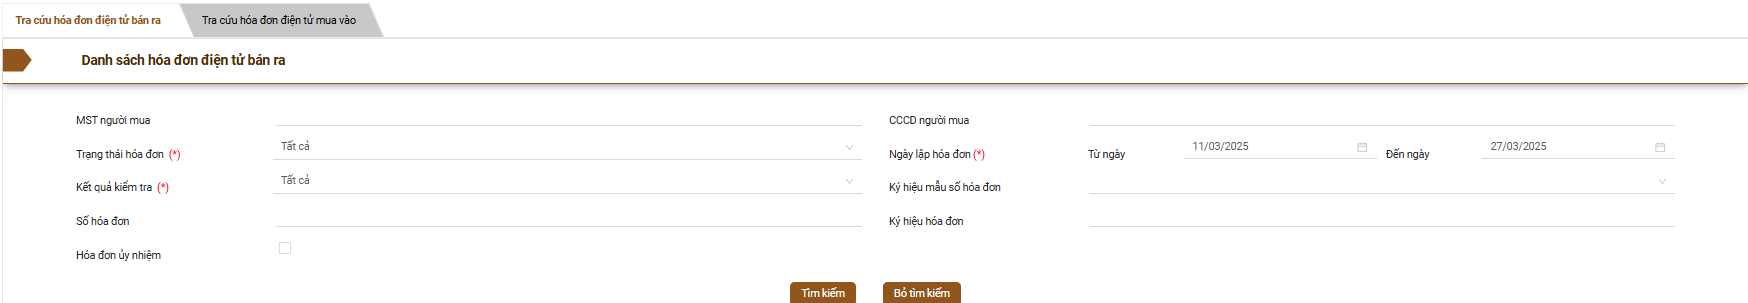 Tra cứu hóa đơn điện tử bán ra Tra cứu hóa đơn điện tử mua vào
Danh sách hóa đơn điện tử bán ra
MST người mua CCCD người mua
Trạng thái hóa đơn (*) Tất cả Ngày lập hóa đơn (*) Từ ngày 11/03/2025 Đến ngày 27/03/2025
Kết quả kiểm tra (*) Tất cả Ký hiệu mẫu số hóa đơn
Số hóa đơn Ký hiệu hóa đơn
Hóa đơn ủy nhiệm
Tìm kiếm Bỏ tìm kiếm